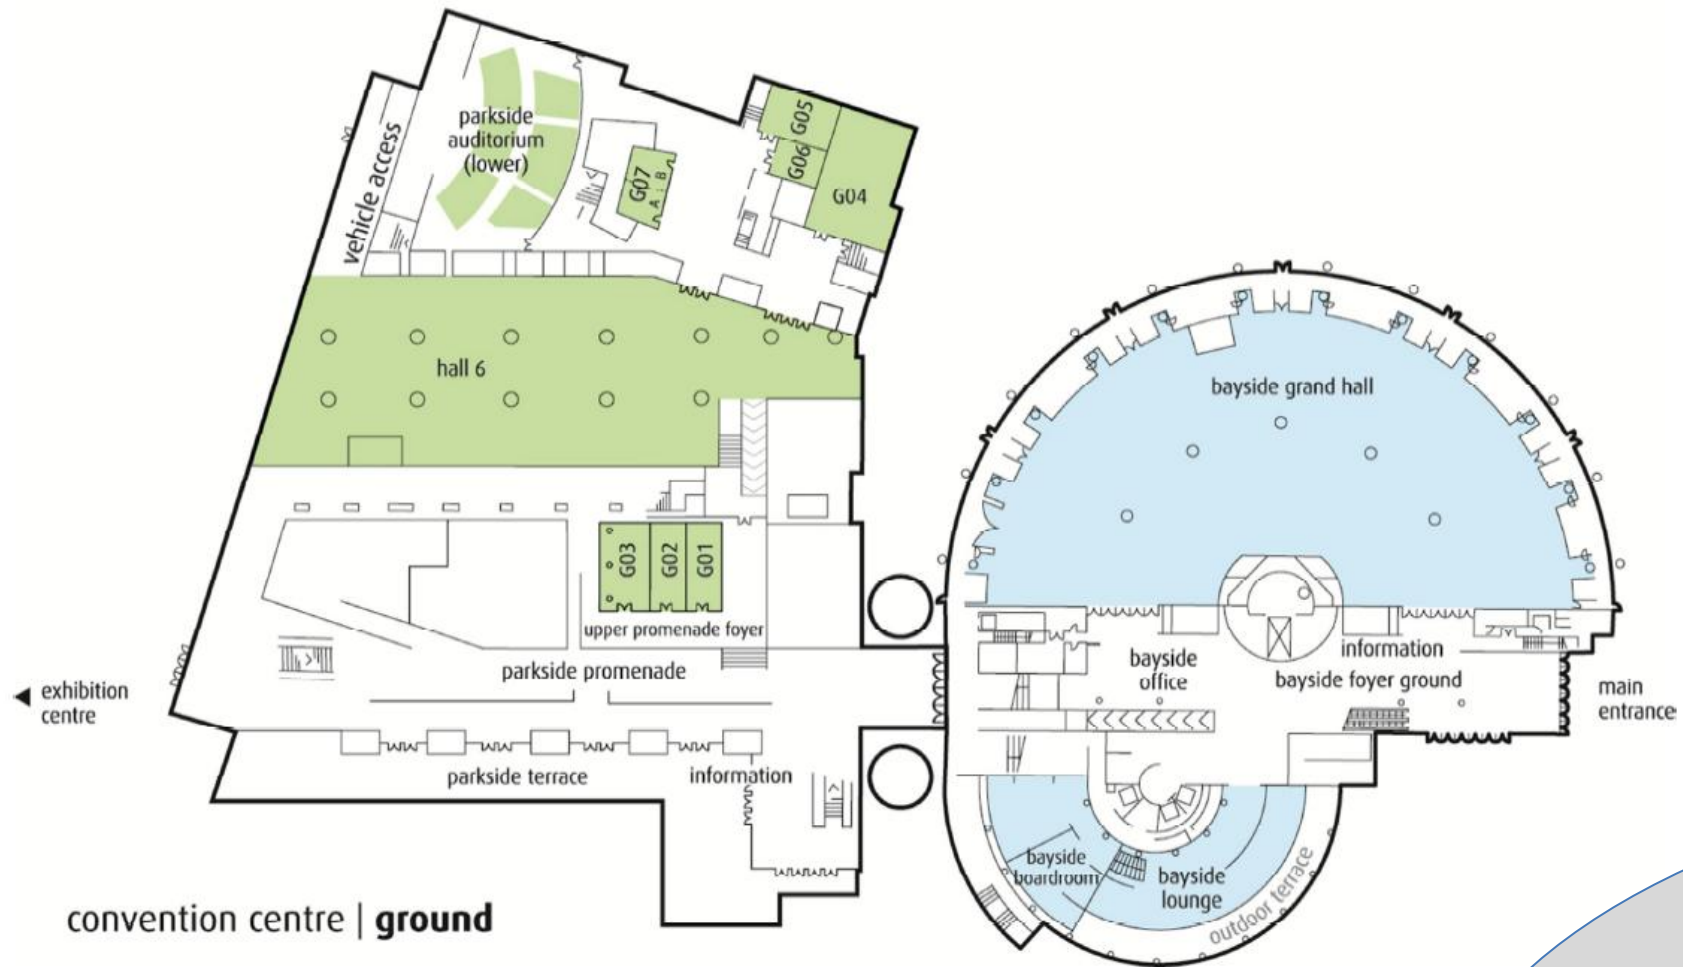 parkside
auditorium
(lower)
vehicle access
G05
G06
G04
G07
A
B
hall 6
bayside grand hall
G03
G02
G01
upper promenade foyer
parkside promenade
exhibition
centre
bayside
office
information
bayside foyer ground
main
entrance
parkside terrace
information
bayside
boardroom
bayside
lounge
outdoor terrace
convention centre | ground